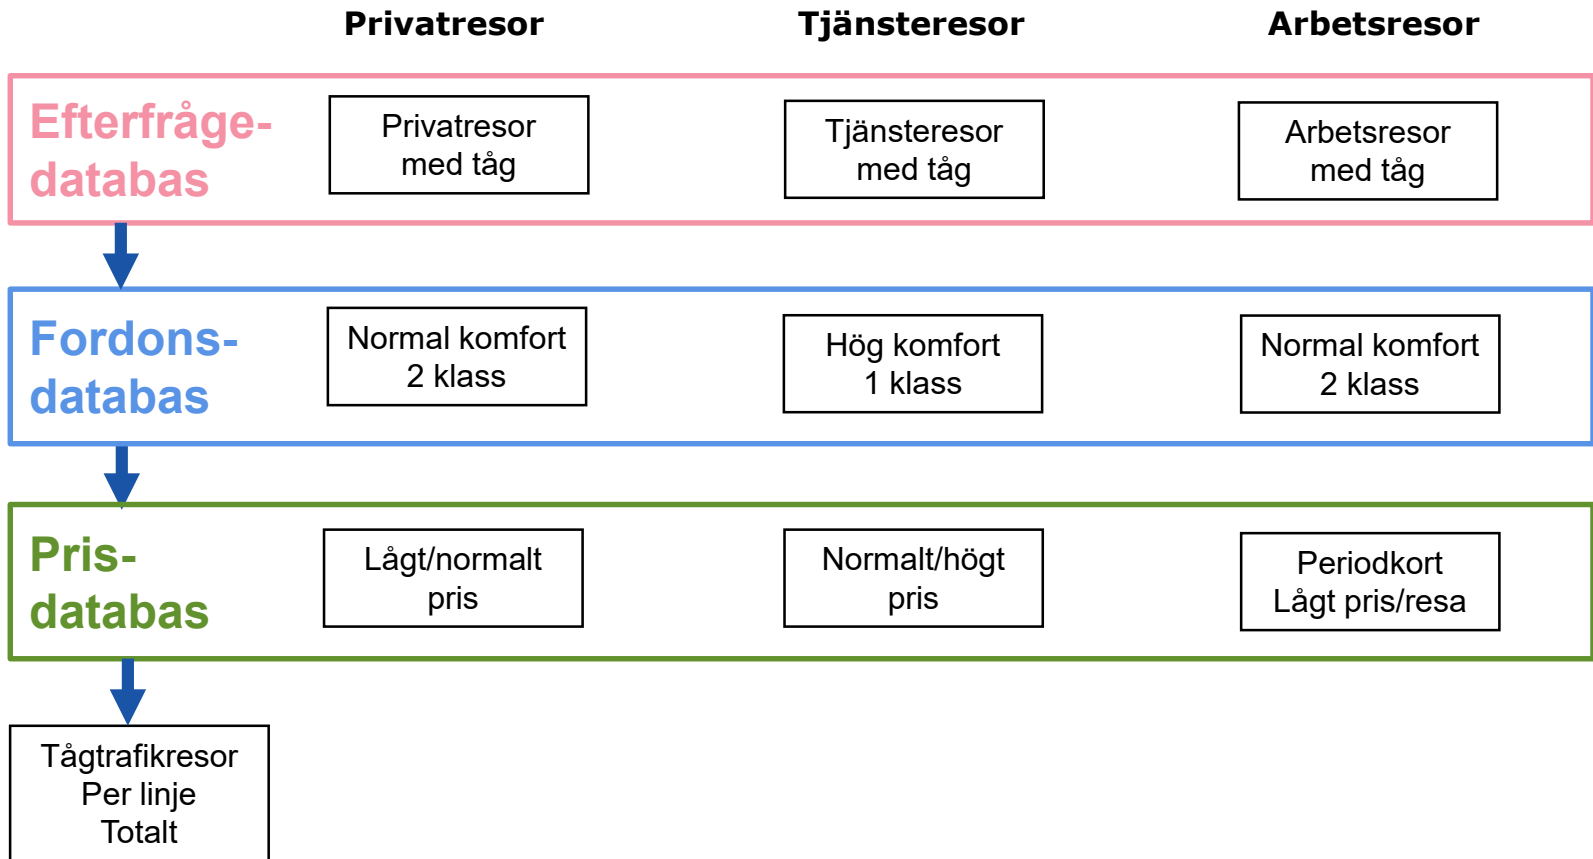 Privatresor
Tjänsteresor
Arbetsresor
Efterfråge-
databas
Privatresor
med tåg
Tjänsteresor
med tåg
Arbetsresor
med tåg
Fordons-
databas
Normal komfort
2 klass
Hög komfort
1 klass
Normal komfort
2 klass
Pris-
databas
Lågt/normalt
pris
Normalt/högt
pris
Periodkort
Lågt pris/resa
Tågtrafikresor
Per linje
Totalt